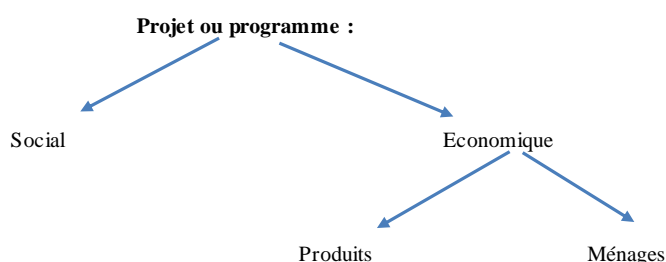 Projet ou programme :
Social
Economique
Produits
Ménages